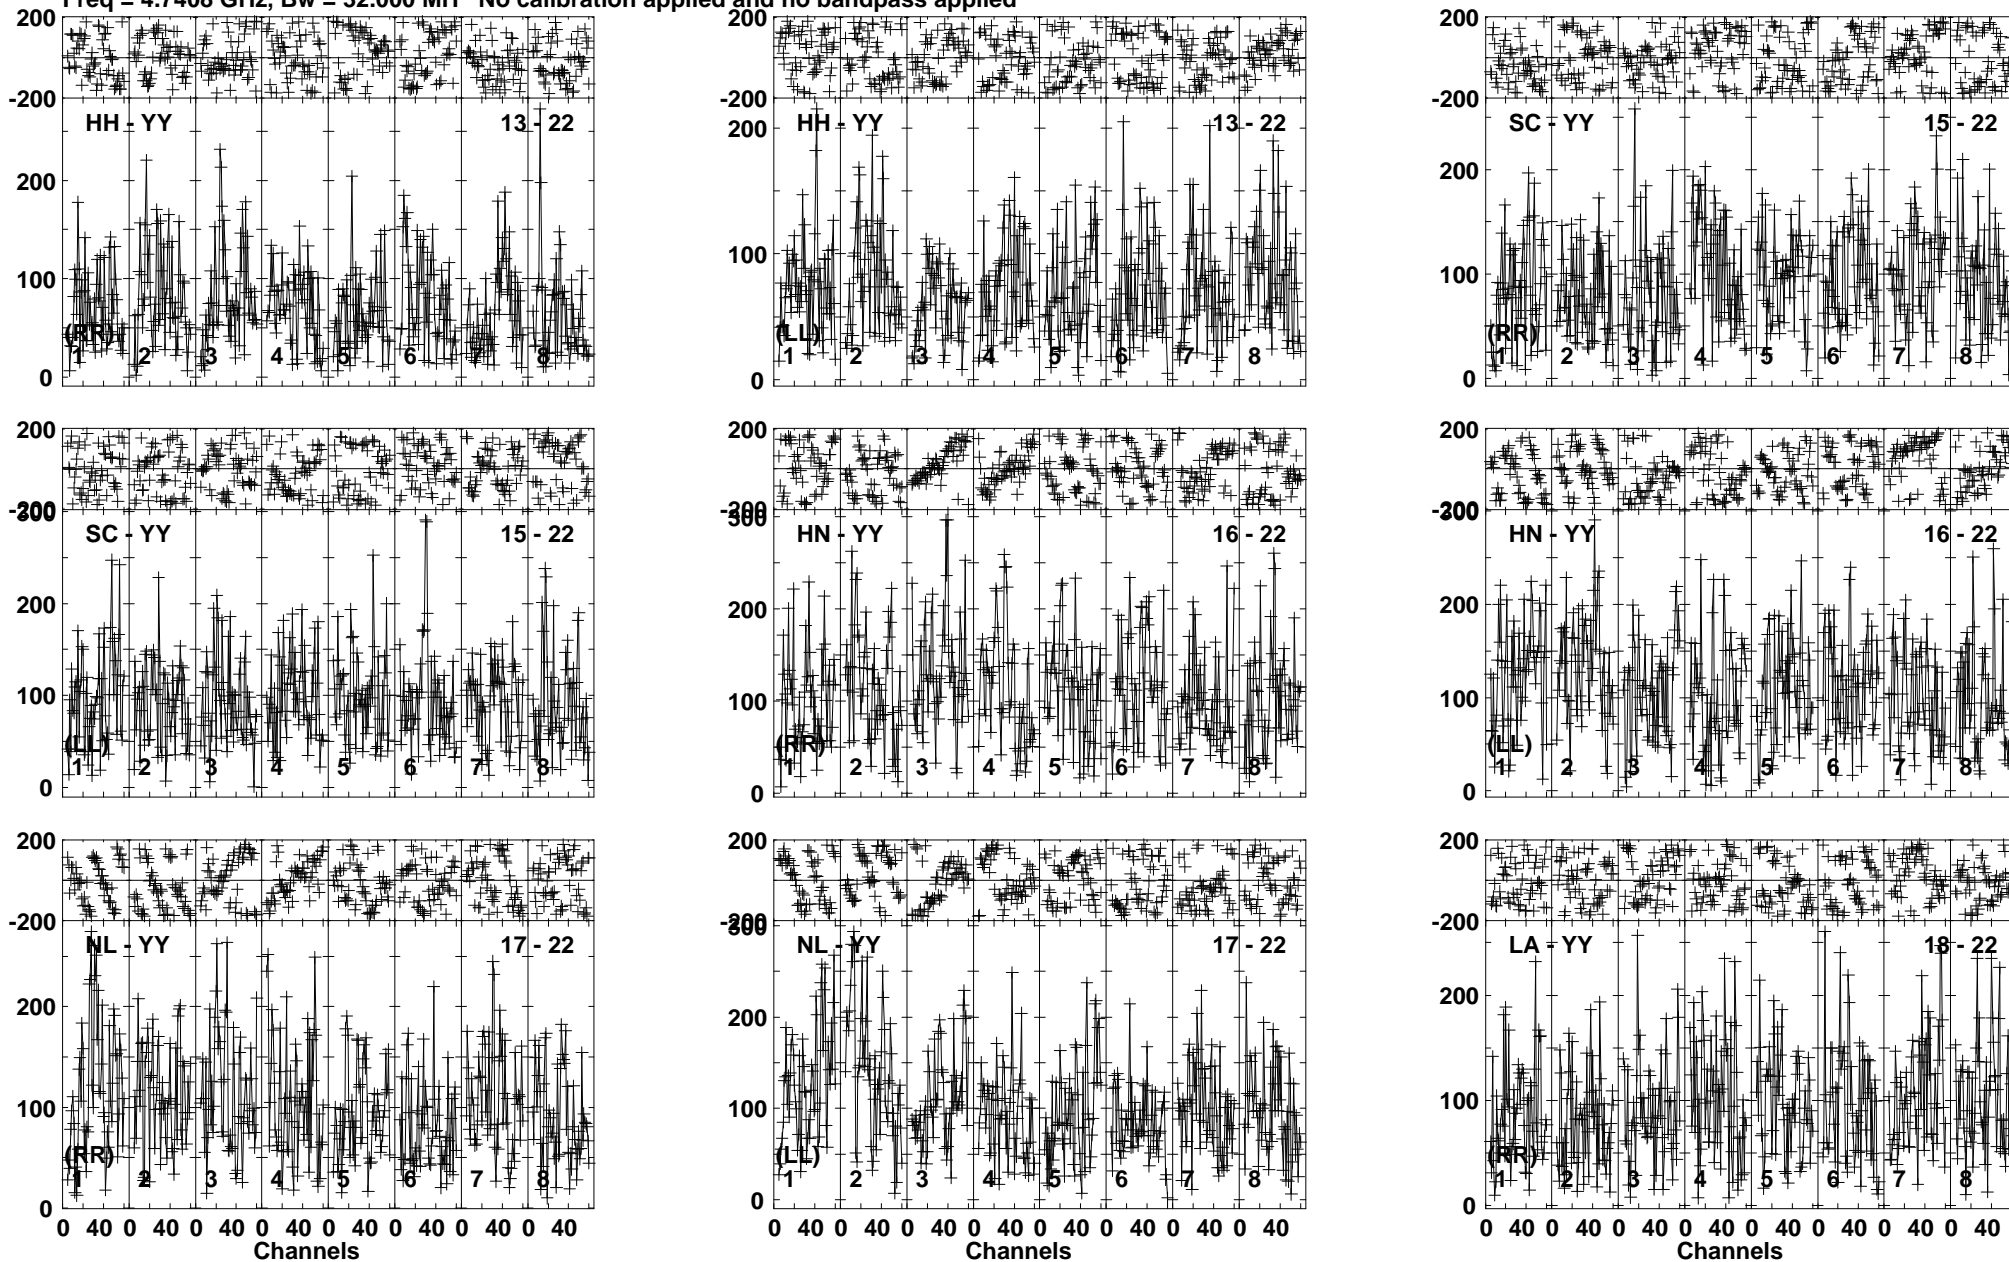 Freq = 4.7408 GHz, Bw = 32.000 MH No calibration applied and no bandpass applied
200 200 200
-200 -200 -200
HH - YY 13 - 22 HH - YY 13 - 22 SC - YY 15 - 22
200 200 200
100 100 100
(RR) (LL) (RR)
1 2 3 4 5 6 7 8 1 2 3 4 5 6 7 8 1 2 3 4 5 6 7 8
0 0 0
200 200 200
-200 -200 -200
300 300 300
SC - YY 15 - 22 HN - YY 16 - 22 HN - YY 16 - 22
200 200 200
100 100 100
(LL) (RR) (LL)
1 2 3 4 5 6 7 8 1 2 3 4 5 6 7 8 1 2 3 4 5 6 7 8
0 0 0
200 200 200
-200 -200 -200
300
NL - YY 17 - 22 NL - YY 17 - 22 LA - YY 18 - 22
200 200 200
100 100 100
(RR) (LL) (RR)
1 2 3 4 5 6 7 8 1 2 3 4 5 6 7 8 1 2 3 4 5 6 7 8
0 0 0
0 40 0 40 0 40 0 40 0 40 0 40 0 40 0 40 0 40 0 40 0 40 0 40 0 40 0 40 0 40 0 40 0 40 0 40 0 40 0 40 0 40 0 40 0 40 0 40
Channels Channels Channels